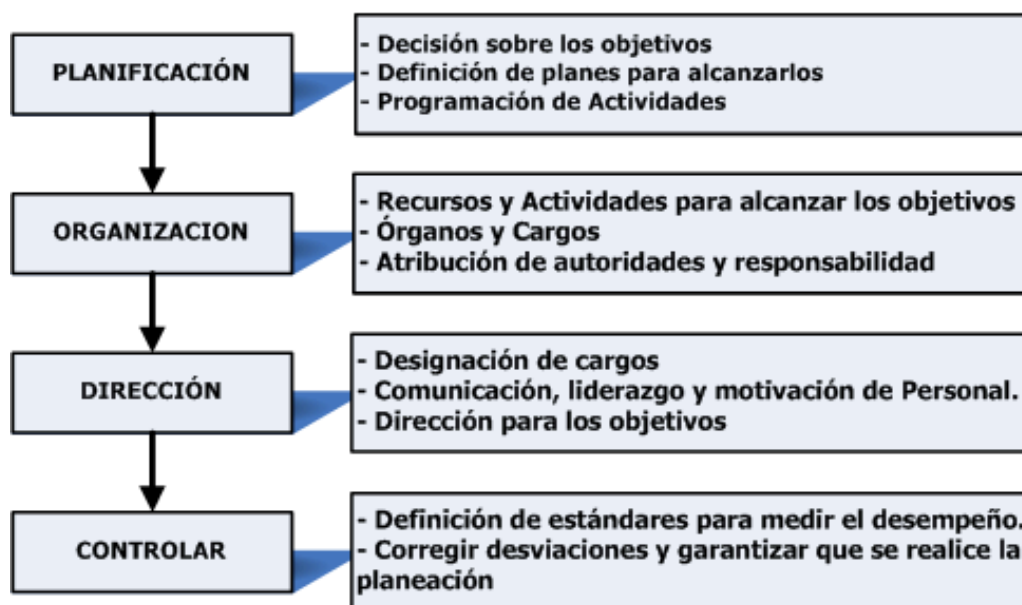 PLANIFICACIÓN
- Decisión sobre los objetivos
- Definición de planes para alcanzarlos
- Programación de Actividades
ORGANIZACION
- Recursos y Actividades para alcanzar los objetivos
- Órganos y Cargos
- Atribución de autoridades y responsabilidad
DIRECCIÓN
- Designación de cargos
- Comunicación, liderazgo y motivación de Personal.
- Dirección para los objetivos
CONTROLAR
- Definición de estándares para medir el desempeño.
- Corregir desviaciones y garantizar que se realice la
planeación